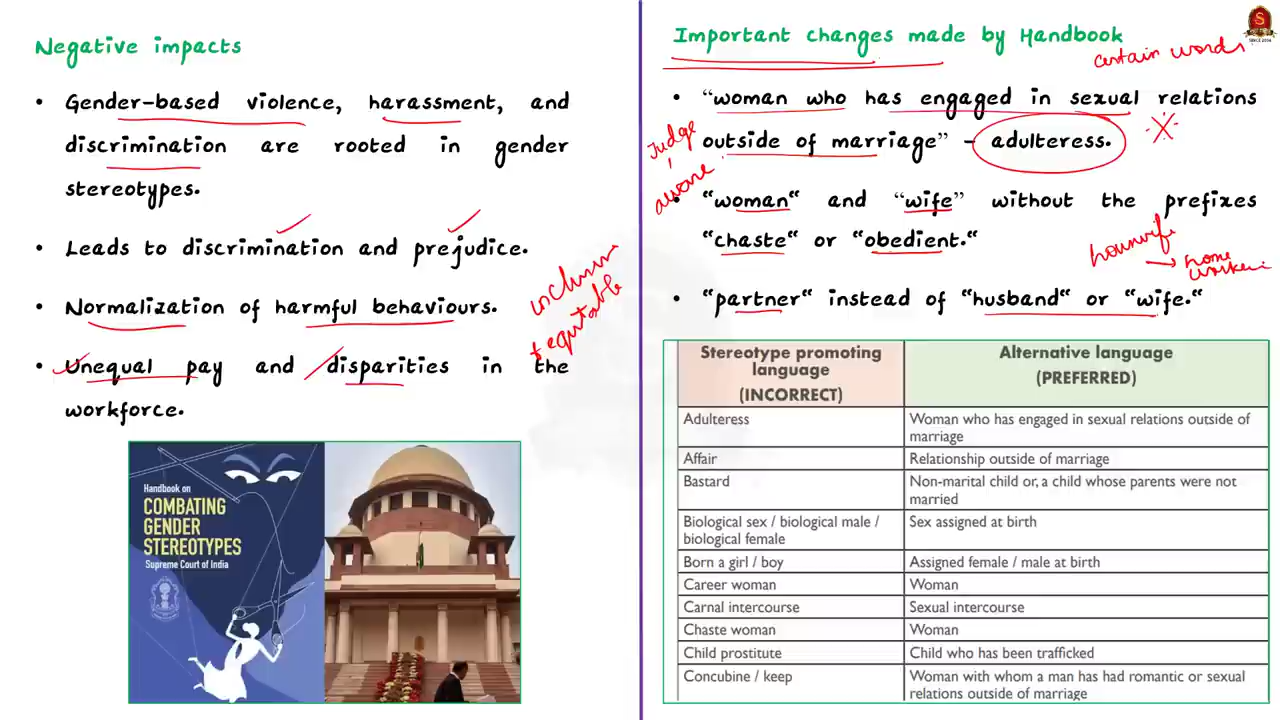 Negative impacts
• Gender-based violence, harassment, and
discrimination are rooted in gender
stereotypes.
• Leads to discrimination and prejudice.
• Normalization of harmful behaviours.
• Unequal pay and disparities in the
workforce.
inclusive
& equitable
Handbook on
COMBATING
GENDER
STEREOTYPES
Supreme Court of India
Important changes made by Handbook
certain words
• “woman who has engaged in sexual relations
outside of marriage” - adulteress.
Judge
aware
• "woman" and “wife” without the prefixes
"chaste" or "obedient."
housewife
→ home
worker
• "partner" instead of "husband" or "wife."
Stereotype promoting language (INCORRECT) Alternative language (PREFERRED)
Adulteress Woman who has engaged in sexual relations outside of
marriage
Affair Relationship outside of marriage
Bastard Non-marital child or, a child whose parents were not
married
Biological sex / biological male / Sex assigned at birth
biological female
Born a girl / boy Assigned female / male at birth
Career woman Woman
Carnal intercourse Sexual intercourse
Chaste woman Woman
Child prostitute Child who has been trafficked
Concubine / keep Woman with whom a man has had romantic or sexual
relations outside of marriage
SINCE 2004